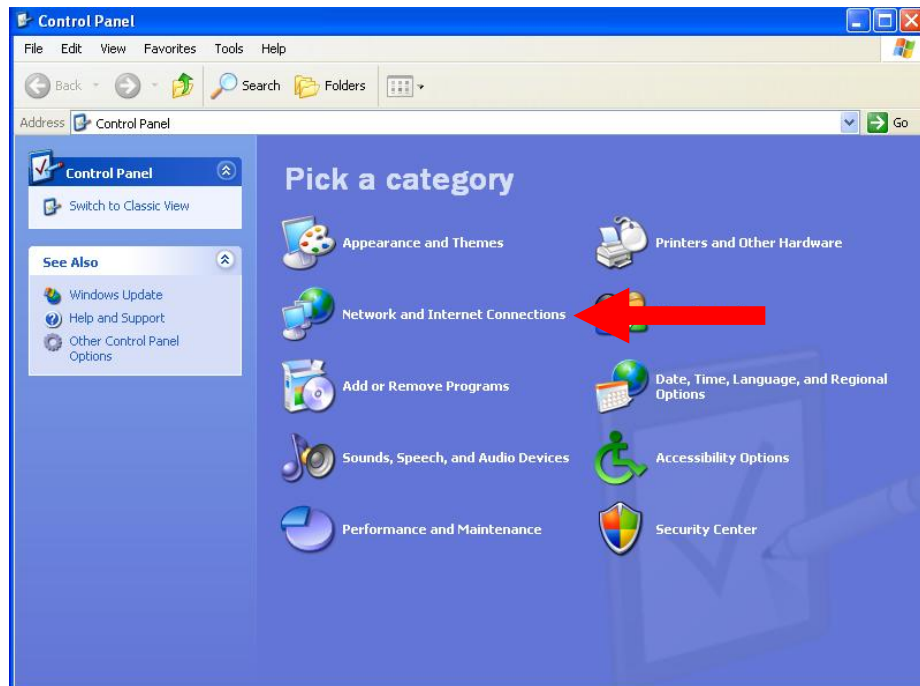 Control Panel
File Edit View Favorites Tools Help
Back Search Folders
Address Control Panel Go
Control Panel
Switch to Classic View
See Also
Windows Update
Help and Support
Other Control Panel
Options
Pick a category
Appearance and Themes
Printers and Other Hardware
Network and Internet Connections
Add or Remove Programs
Date, Time, Language, and Regional
Options
Sounds, Speech, and Audio Devices
Accessibility Options
Performance and Maintenance
Security Center